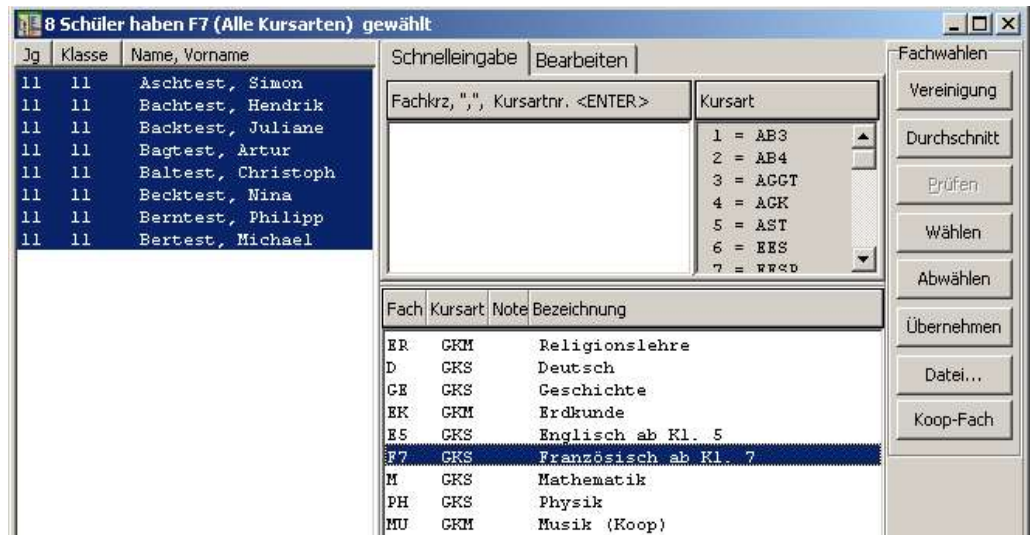 8 Schüler haben F7 (Alle Kursarten) gewählt
Jg Klasse Name, Vorname
11 11 Aschtest, Simon
11 11 Bachtest, Hendrik
11 11 Backtest, Juliane
11 11 Bagtest, Artur
11 11 Baltest, Christoph
11 11 Becktest, Nina
11 11 Berntest, Philipp
11 11 Bertest, Michael
Schnelleingabe Bearbeiten
Fachkrz, ",", Kursartnr. <ENTER> Kursart
1 = AB3
2 = AB4
3 = AGGT
4 = AGK
5 = AST
6 = EES
7 = EESP
Fach Kursart Note Bezeichnung
ER GKM Religionslehre
D GKS Deutsch
GE GKS Geschichte
EK GKM Erdkunde
E5 GKS Englisch ab Kl. 5
F7 GKS Französisch ab Kl. 7
M GKS Mathematik
PH GKS Physik
MU GKM Musik (Koop)
Fachwahlen
Vereinigung
Durchschnitt
Prüfen
Wählen
Abwählen
Übernehmen
Datei...
Koop-Fach